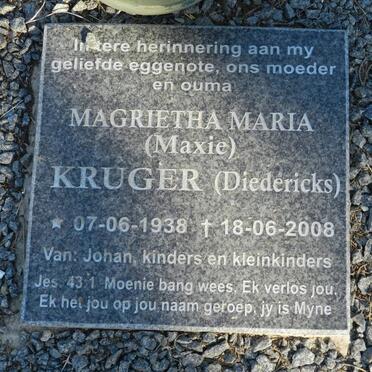 In tere herinnering aan my
geliefde eggenote, ons moeder
en ouma
MAGRIETHA MARIA
(Maxie)
KRUGER (Diedericks)
★ 07-06-1938 † 18-06-2008
Van: Johan, kinders en kleinkinders
Jes. 43:1 Moenie bang wees, Ek verlos jou,
Ek het jou op jou naam geroep, jy is Myne